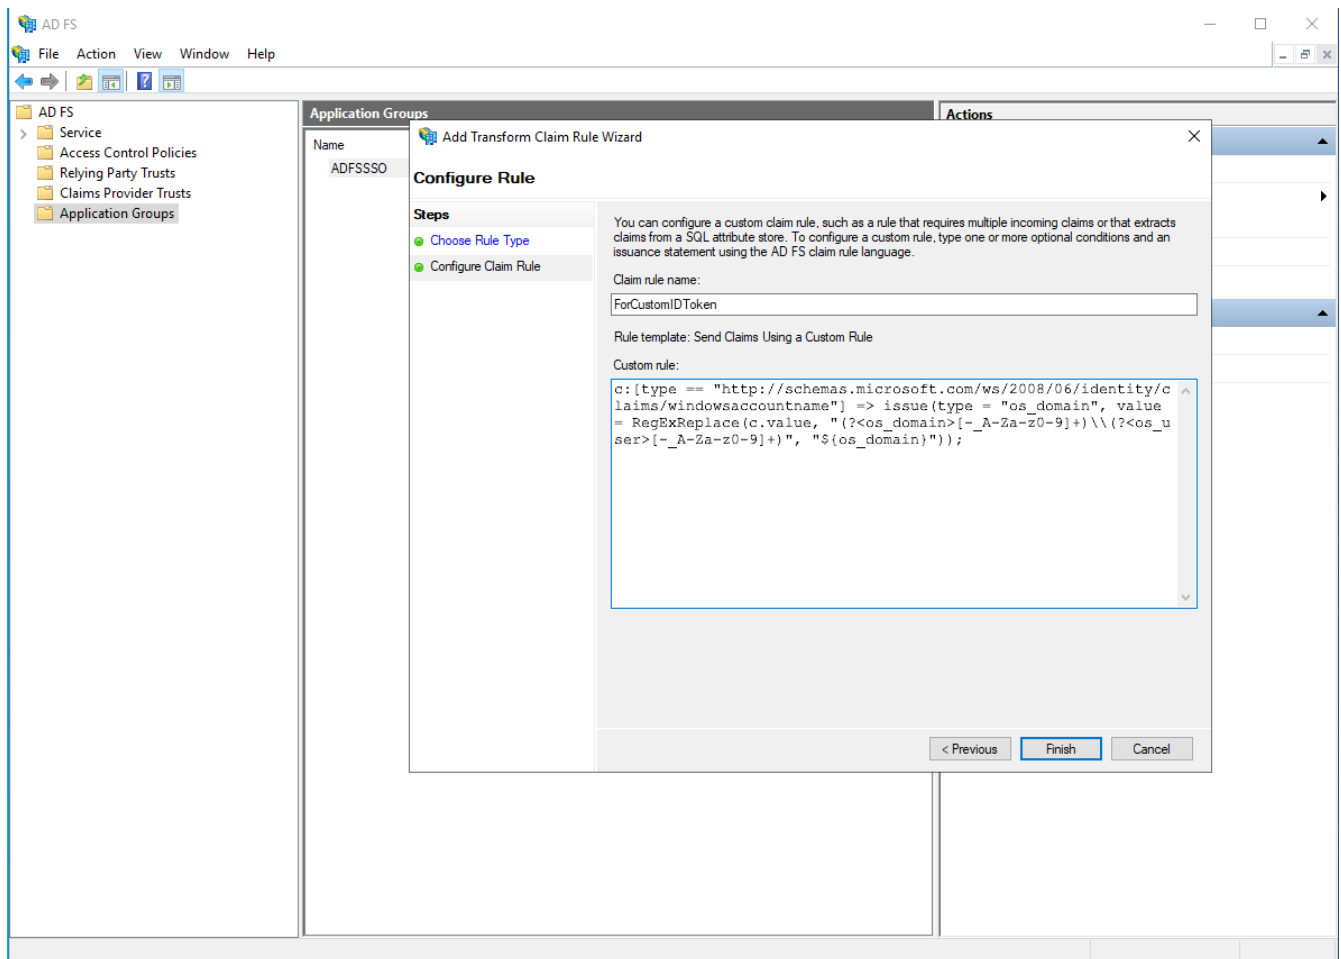 AD FS
File Action View Window Help
AD FS
Service
Access Control Policies
Relying Party Trusts
Claims Provider Trusts
Application Groups
Application Groups
Name
ADFSSSO
Actions
Add Transform Claim Rule Wizard
Configure Rule
Steps
Choose Rule Type
Configure Claim Rule
You can configure a custom claim rule, such as a rule that requires multiple incoming claims or that extracts
claims from a SQL attribute store. To configure a custom rule, type one or more optional conditions and an
issuance statement using the AD FS claim rule language.
Claim rule name:
ForCustomIDToken
Rule template: Send Claims Using a Custom Rule
Custom rule:
c:[type == "http://schemas.microsoft.com/ws/2008/06/identity/c
laims/windowsaccountname"] => issue(type = "os_domain", value
= RegExReplace(c.value, "(?<os_domain>[-_A-Za-z0-9]+)\\(?<os_u
ser>[-_A-Za-z0-9]+)", "${os_domain}"));
< Previous
Finish
Cancel